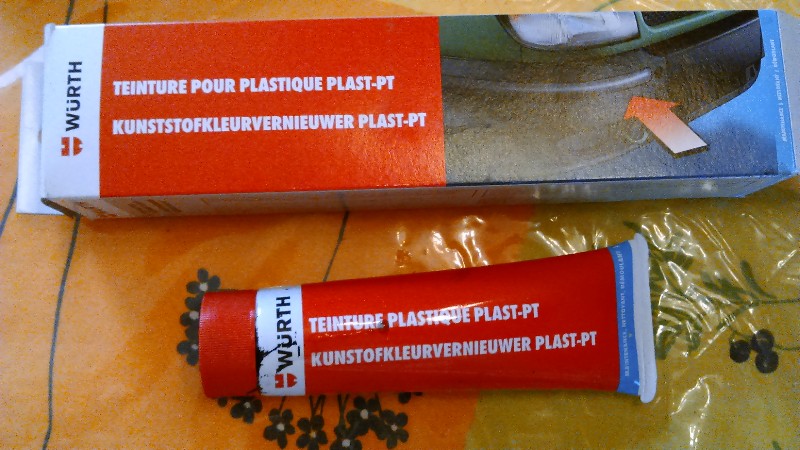 WÜRTH
TEINTURE POUR PLASTIQUE PLAST-PT
KUNSTSTOFKLEURVERNIEUWER PLAST-PT
WÜRTH
TEINTURE PLASTIQUE PLAST-PT
KUNSTOFKLEURVERNIEUWER PLAST-PT